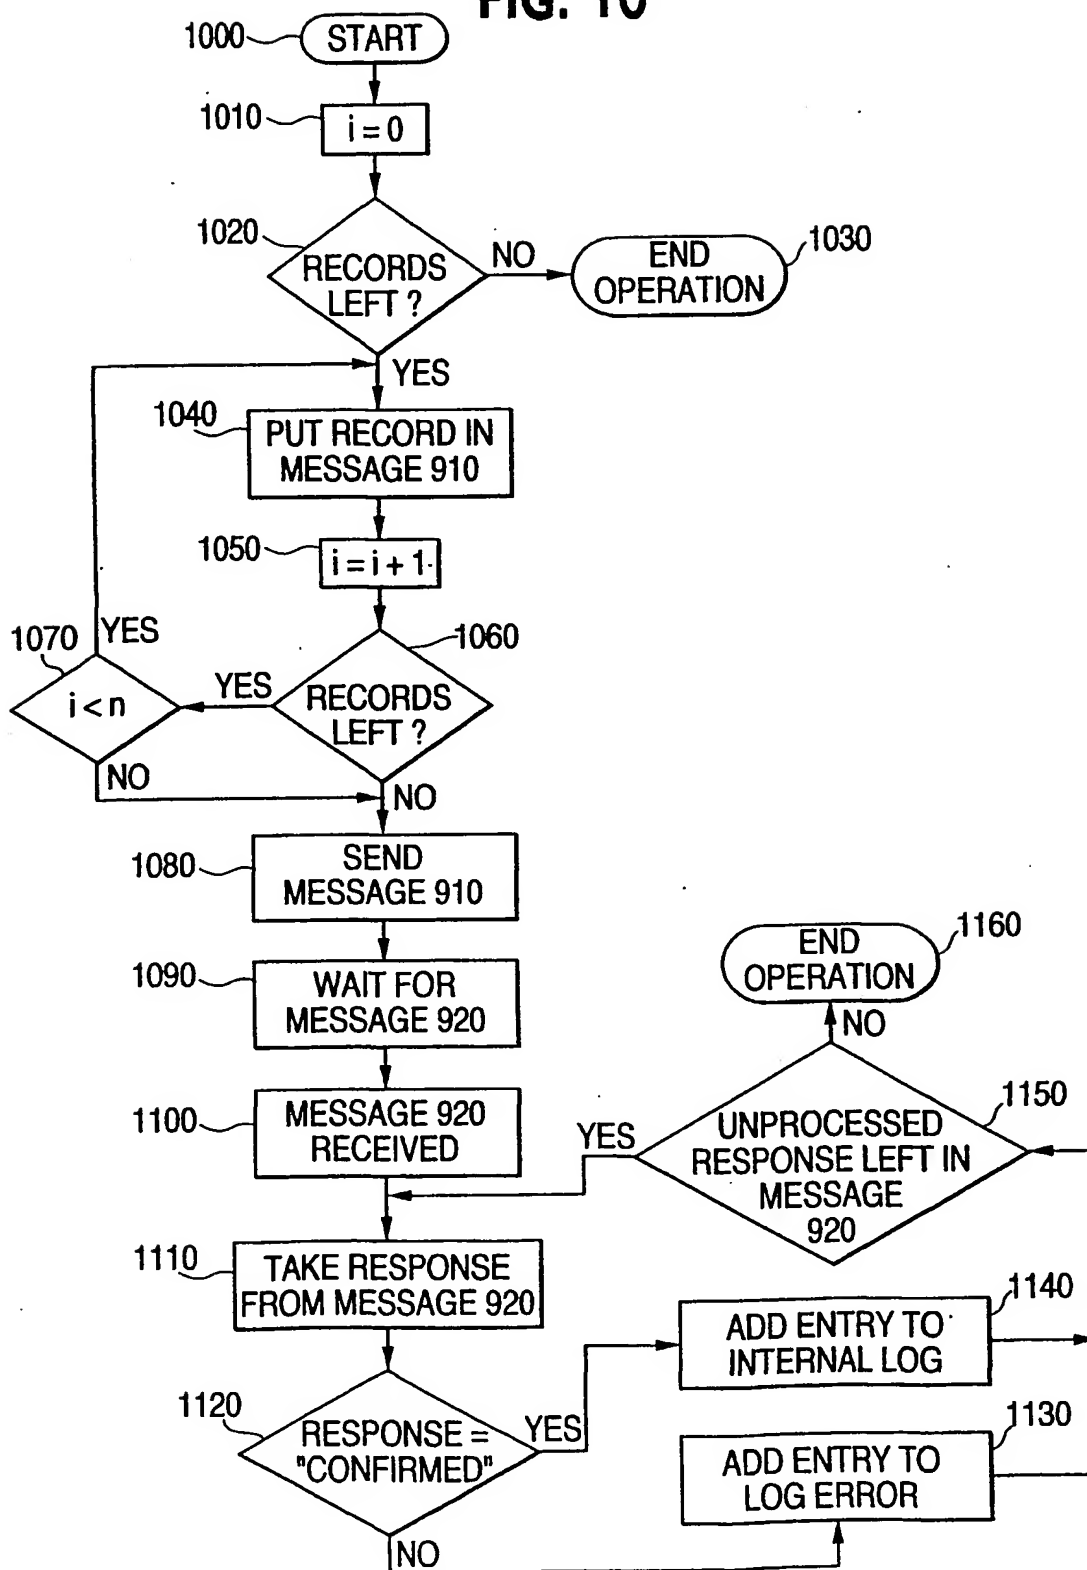 FIG. 10
1000
START
1010
i = 0
1020
RECORDS
LEFT ?
NO
END
OPERATION
1030
YES
1040
PUT RECORD IN
MESSAGE 910
1050
i = i + 1
1060
RECORDS
LEFT ?
YES
1070
i < n
YES
NO
NO
1080
SEND
MESSAGE 910
1090
WAIT FOR
MESSAGE 920
1100
MESSAGE 920
RECEIVED
1110
TAKE RESPONSE
FROM MESSAGE 920
1120
RESPONSE =
"CONFIRMED"
YES
NO
1130
ADD ENTRY TO
LOG ERROR
1140
ADD ENTRY TO
INTERNAL LOG
1150
UNPROCESSED
RESPONSE LEFT IN
MESSAGE
920
YES
NO
1160
END
OPERATION